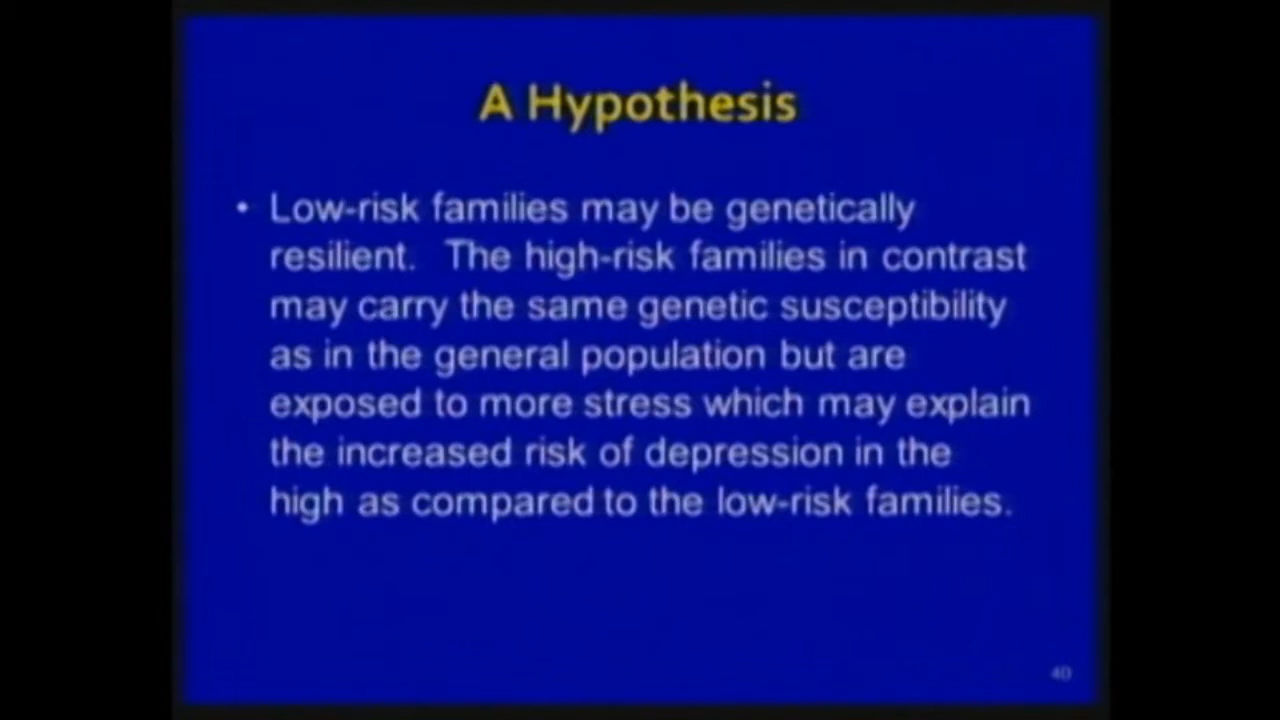 A Hypothesis
• Low-risk families may be genetically
resilient. The high-risk families in contrast
may carry the same genetic susceptibility
as in the general population but are
exposed to more stress which may explain
the increased risk of depression in the
high as compared to the low-risk families.
40